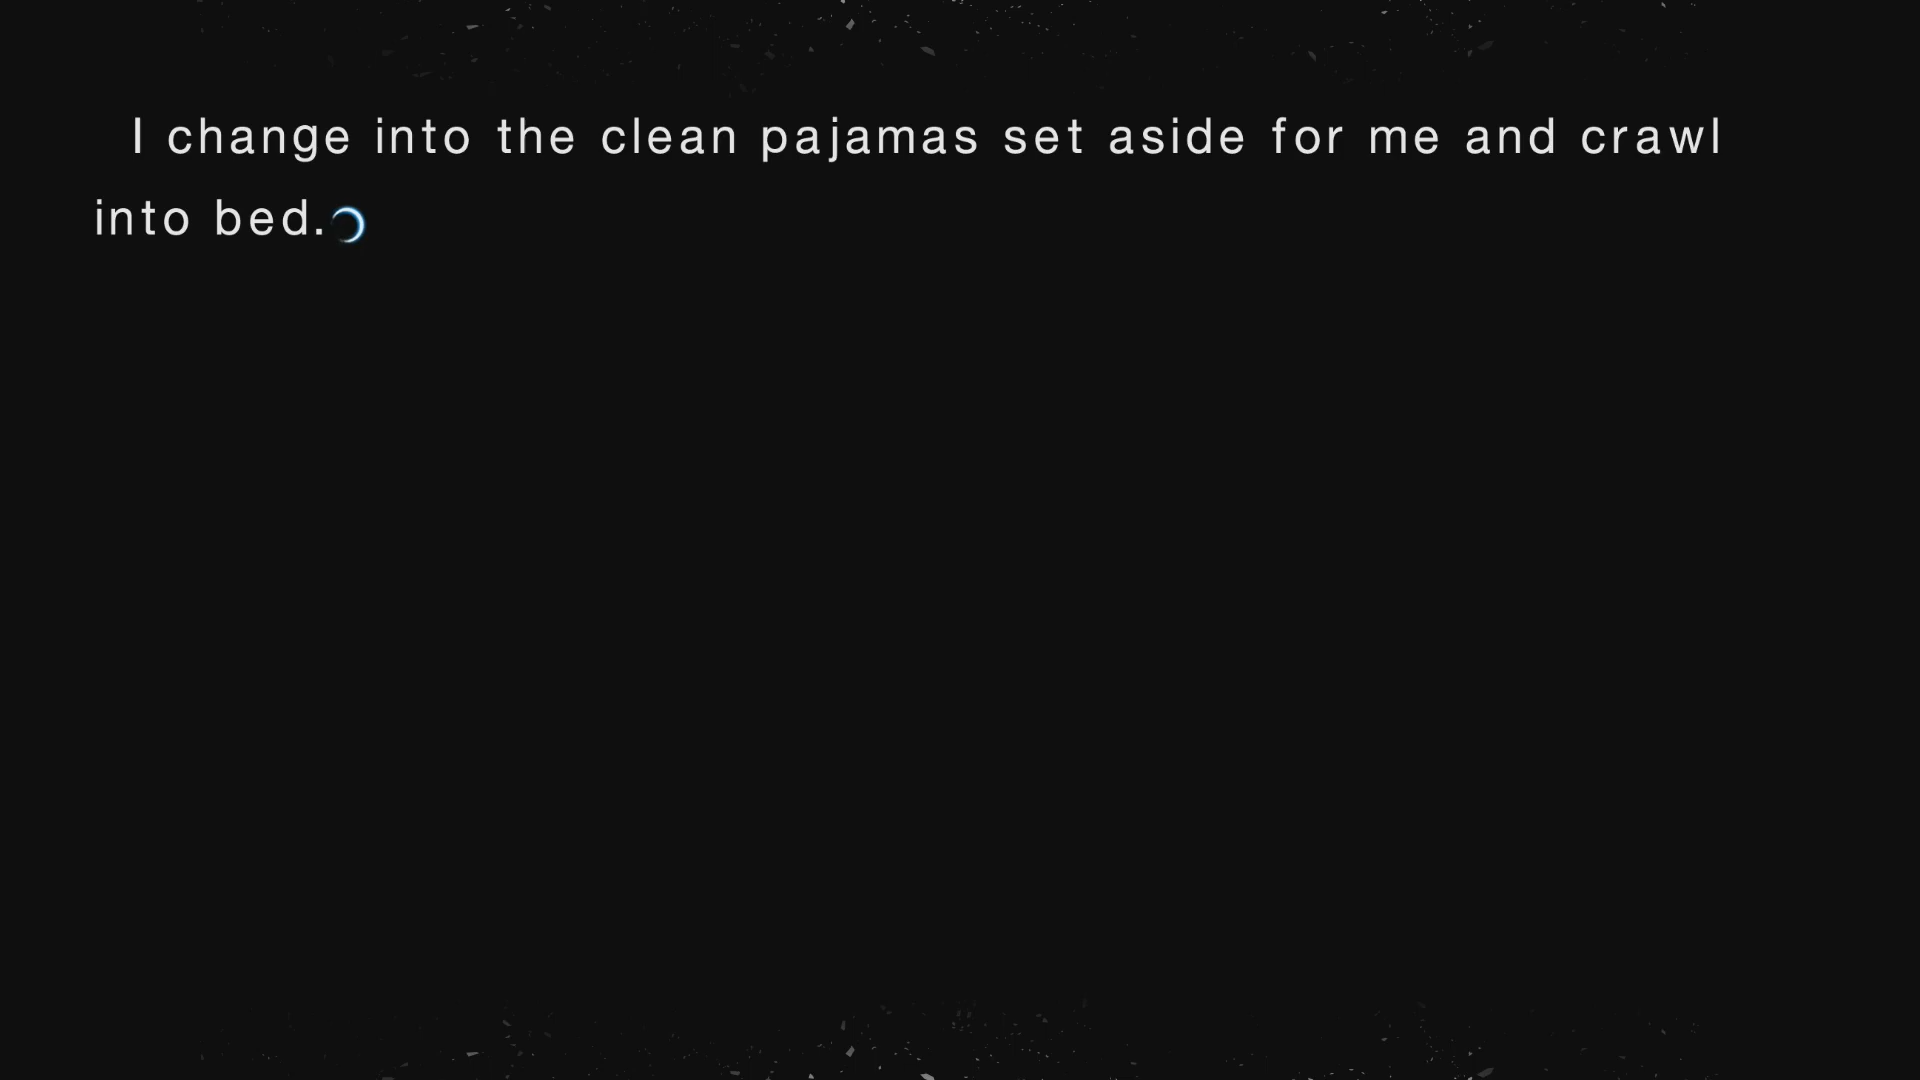 I change into the clean pajamas set aside for me and crawl
into bed.